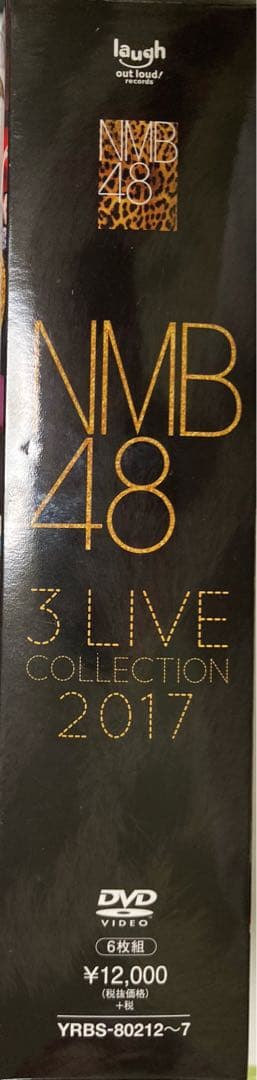 laugh
out loud!
records
NMB
48
NMB
48
3 LIVE
COLLECTION
2017
DVD
VIDEO
6枚組
¥12,000
(税抜価格)
+税
YRBS-80212〜7